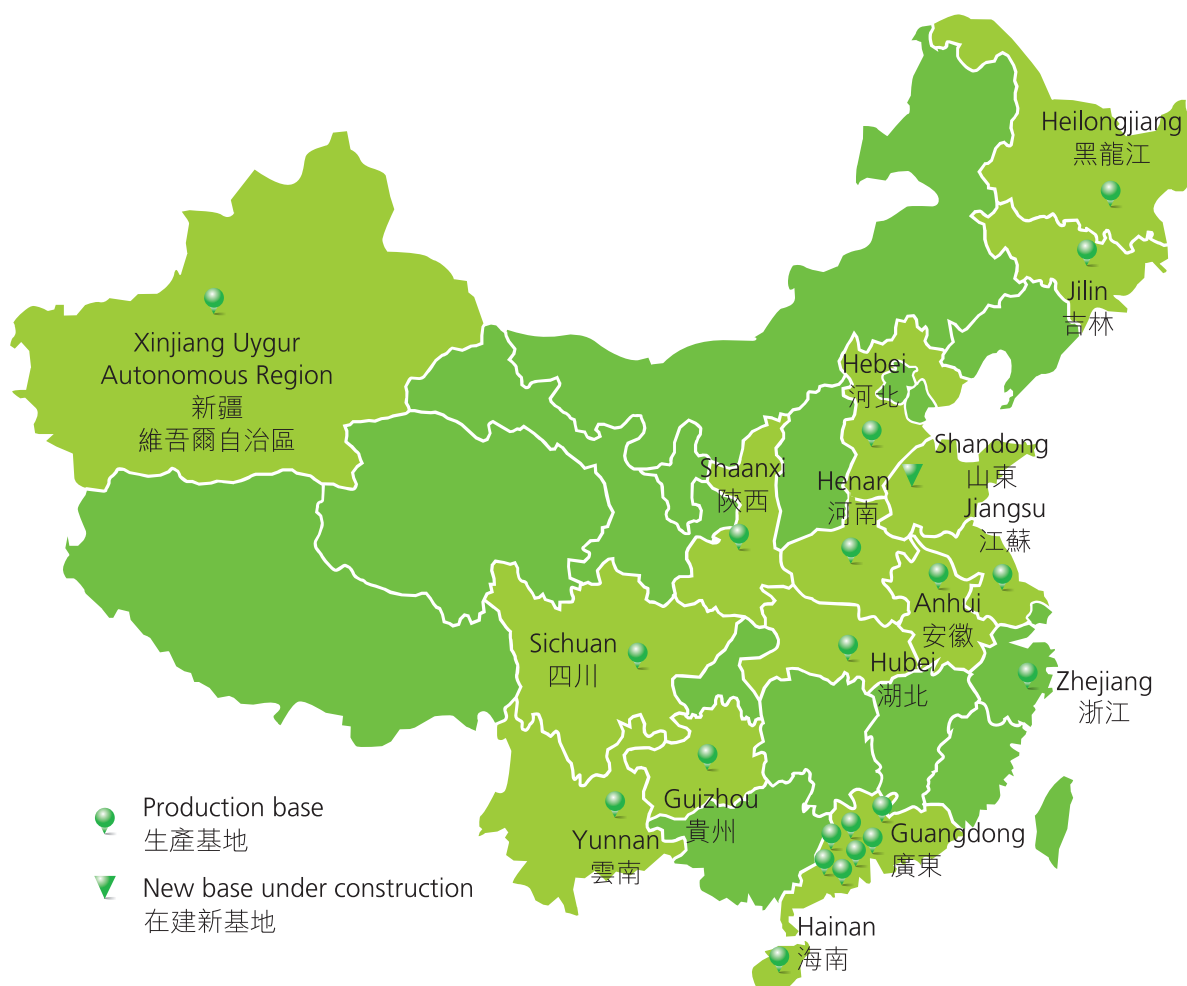 Heilongjiang
黑龍江
Jilin
吉林
Xinjiang Uygur
Autonomous Region
新疆
維吾爾自治區
Hebei
河北
Shandong
山東
Shaanxi
陝西
Henan
河南
Jiangsu
江蘇
Anhui
安徽
Sichuan
四川
Hubei
湖北
Zhejiang
浙江
Guizhou
貴州
Yunnan
雲南
Guangdong
廣東
Hainan
海南
Production base
生產基地
New base under construction
在建新基地